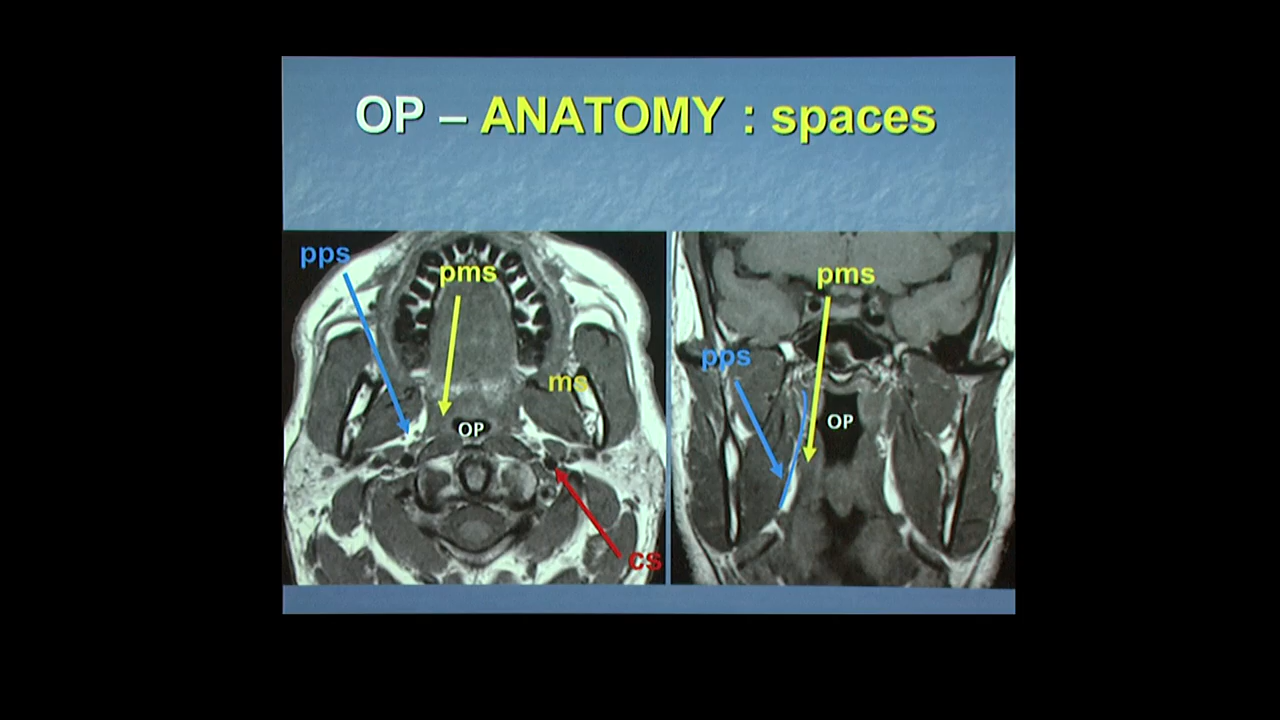 OP – ANATOMY : spaces
pps
pms
ms
OP
cs
pms
pps
OP